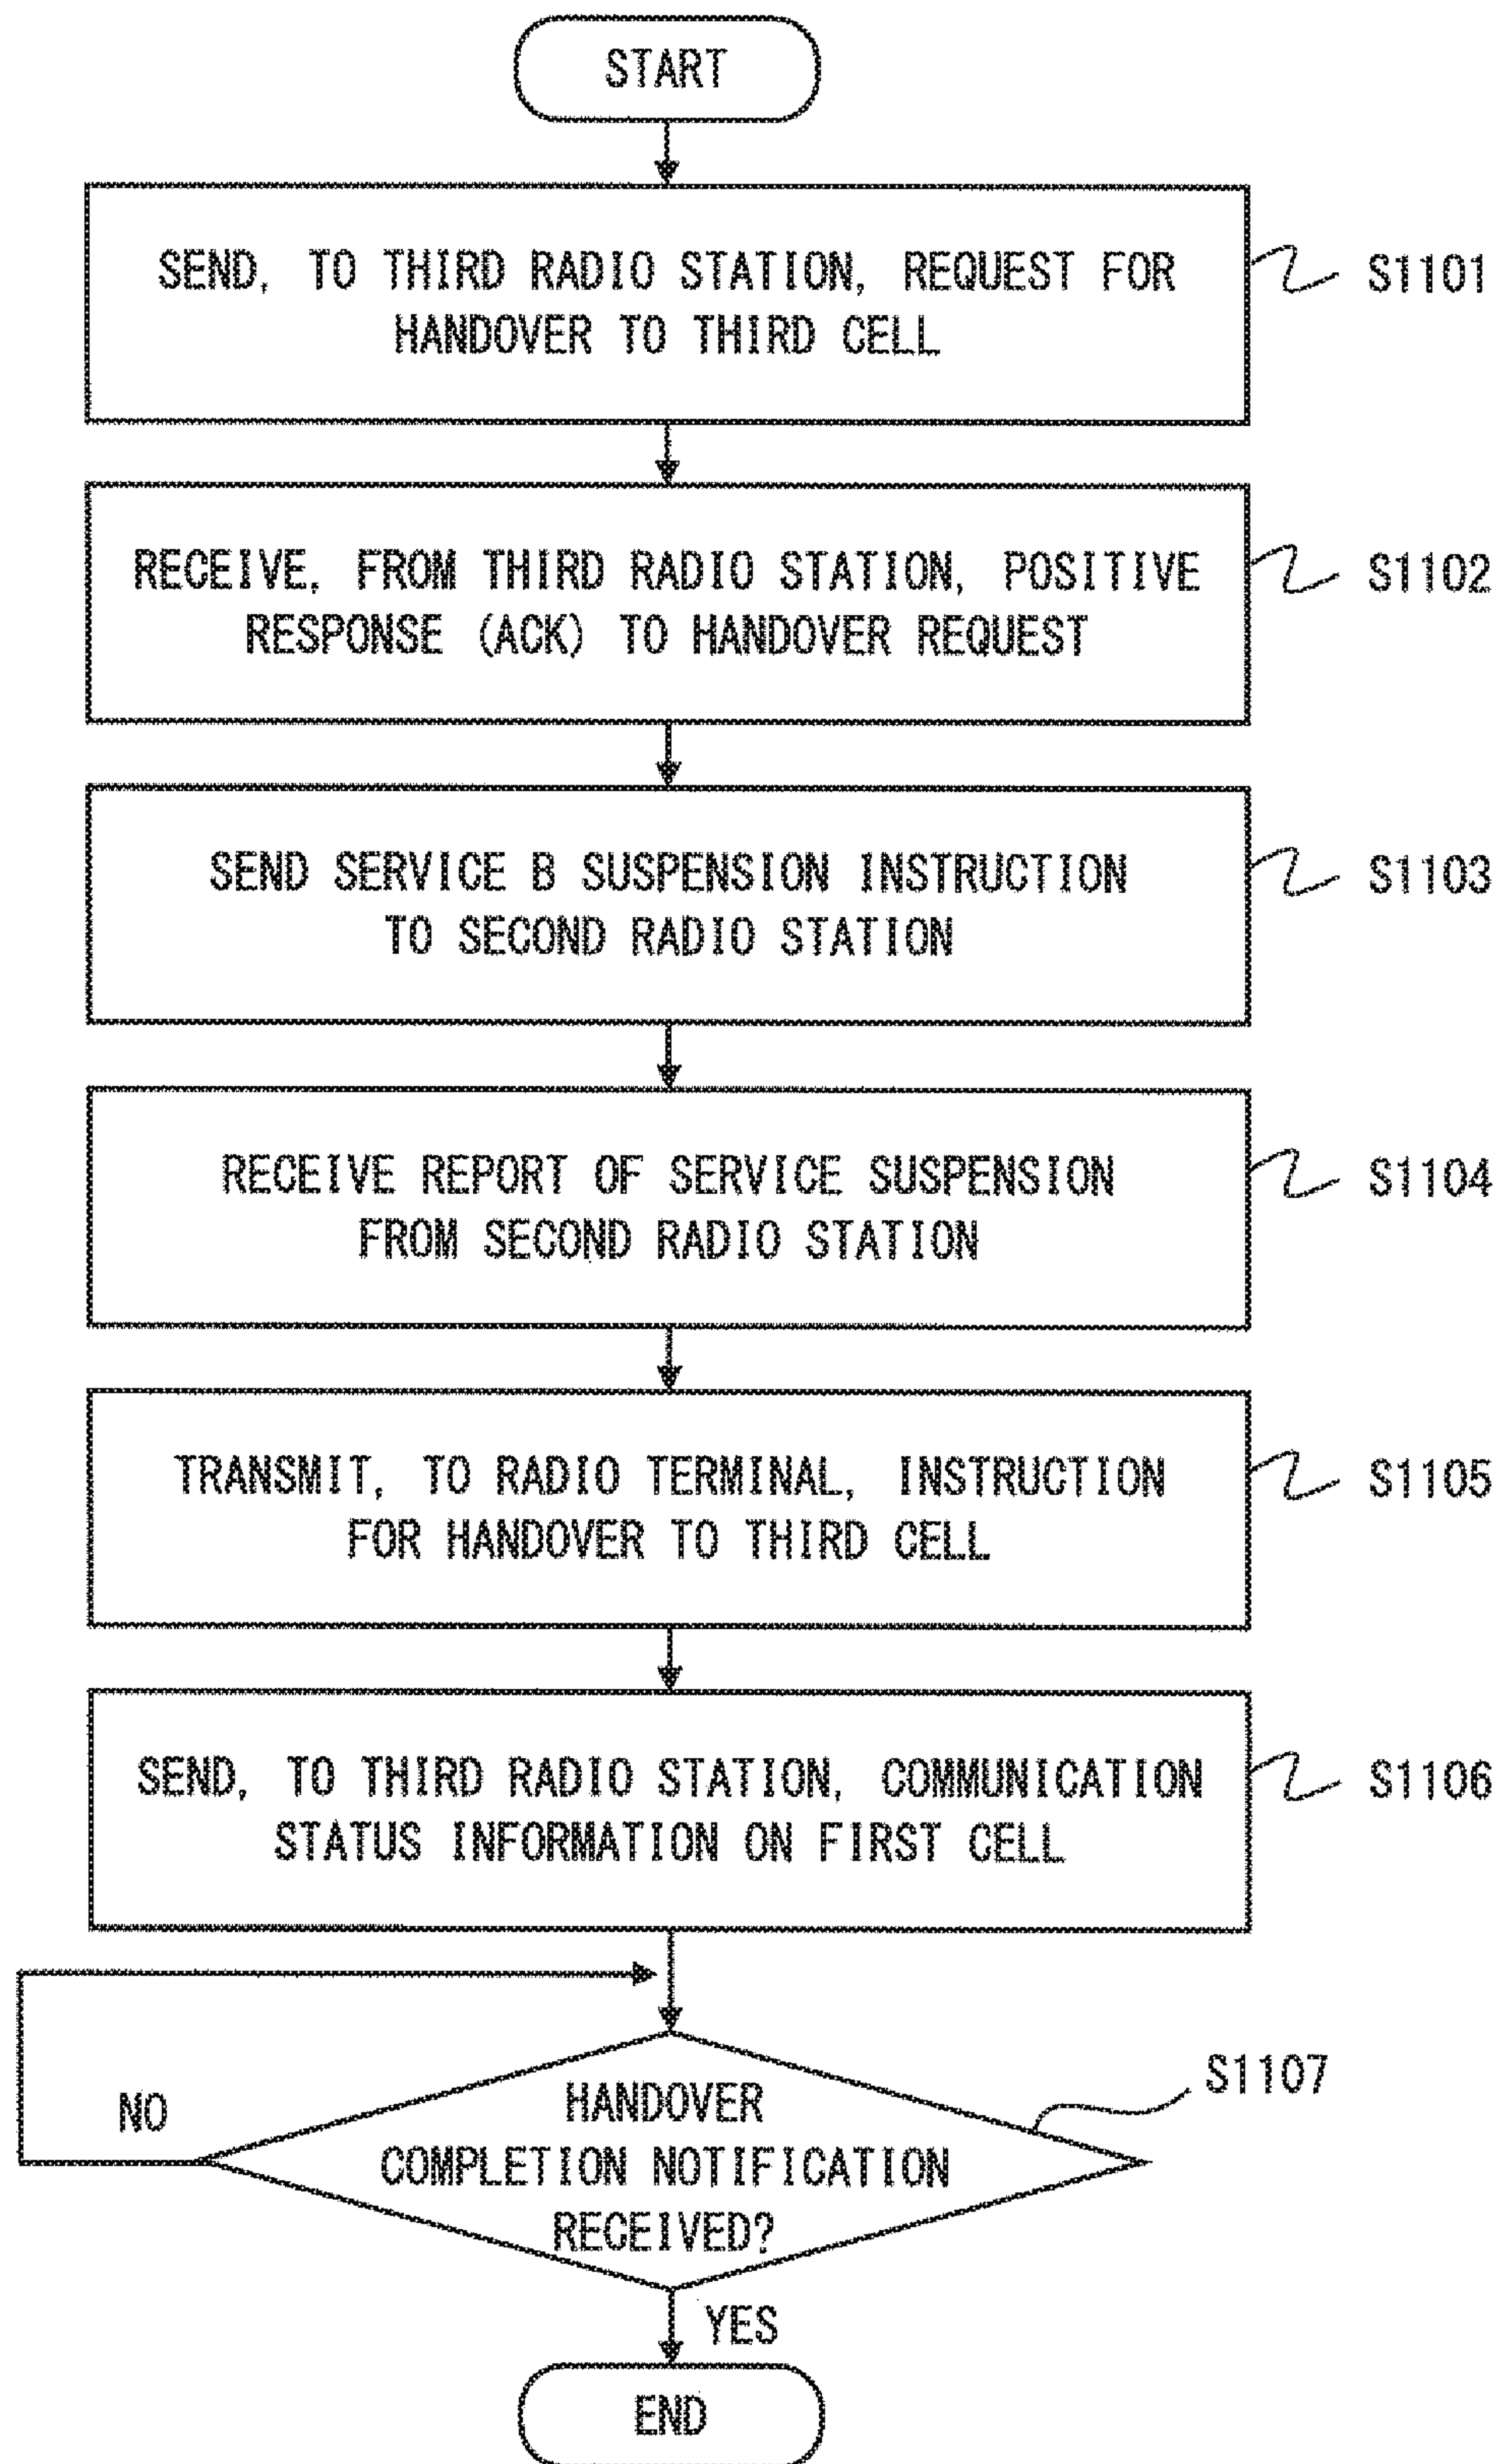 START
SEND, TO THIRD RADIO STATION, REQUEST FOR
HANDOVER TO THIRD CELL
S1101
RECEIVE, FROM THIRD RADIO STATION, POSITIVE
RESPONSE (ACK) TO HANDOVER REQUEST
S1102
SEND SERVICE B SUSPENSION INSTRUCTION
TO SECOND RADIO STATION
S1103
RECEIVE REPORT OF SERVICE SUSPENSION
FROM SECOND RADIO STATION
S1104
TRANSMIT, TO RADIO TERMINAL, INSTRUCTION
FOR HANDOVER TO THIRD CELL
S1105
SEND, TO THIRD RADIO STATION, COMMUNICATION
STATUS INFORMATION ON FIRST CELL
S1106
S1107
NO
HANDOVER
COMPLETION NOTIFICATION
RECEIVED?
YES
END